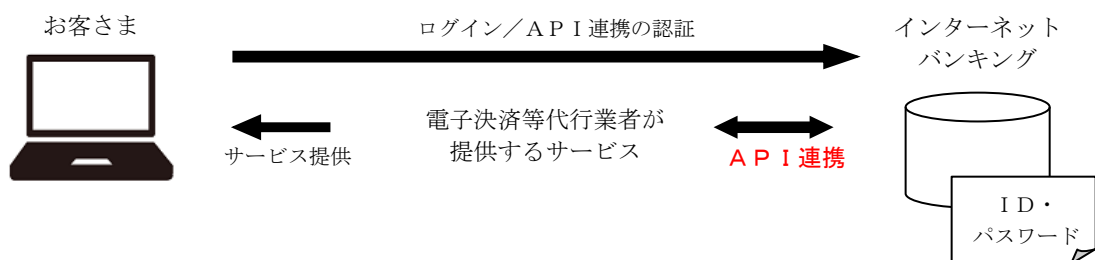 お客さま
ログイン／ＡＰＩ連携の認証
インターネット
バンキング
サービス提供
電子決済等代行業者が
提供するサービス
ＡＰＩ連携
ＩＤ・
パスワード